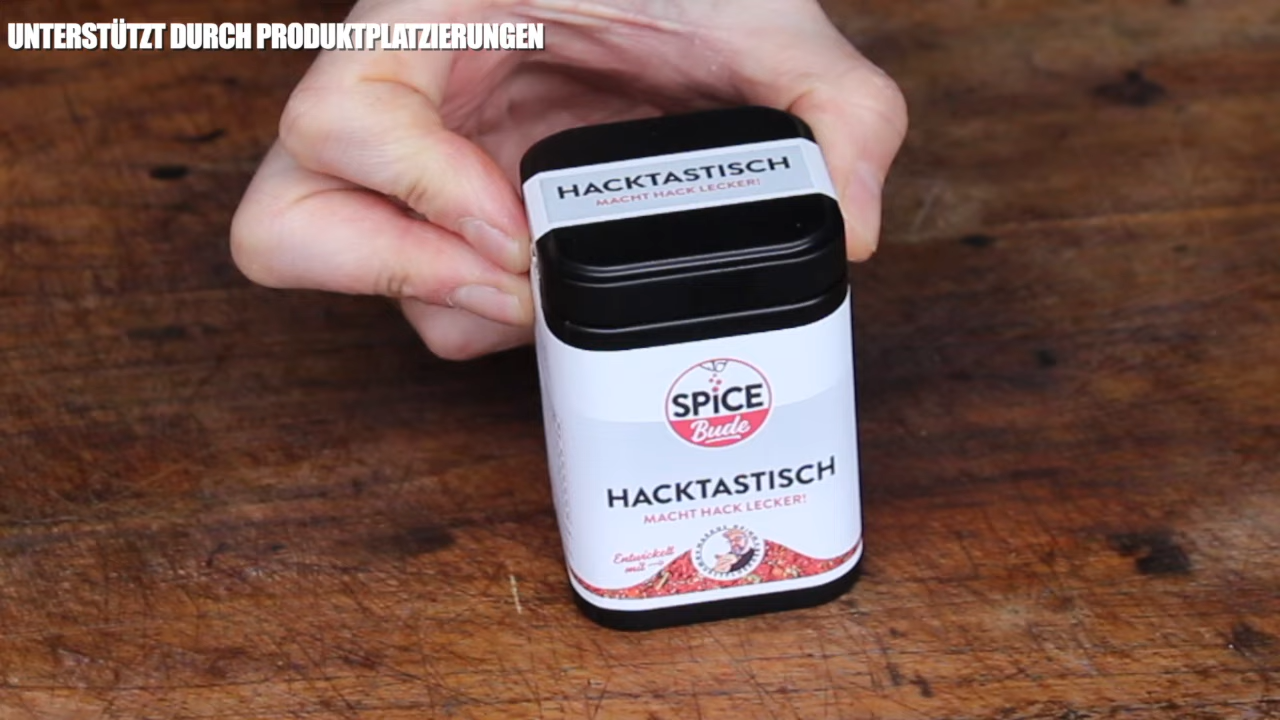 UNTERSTÜTZT DURCH PRODUKTPLATZIERUNGEN
HACKTASTISCH
MACHT HACK LECKER!
SPiCE
Bude
HACKTASTISCH
MACHT HACK LECKER!
Entwickelt
mit